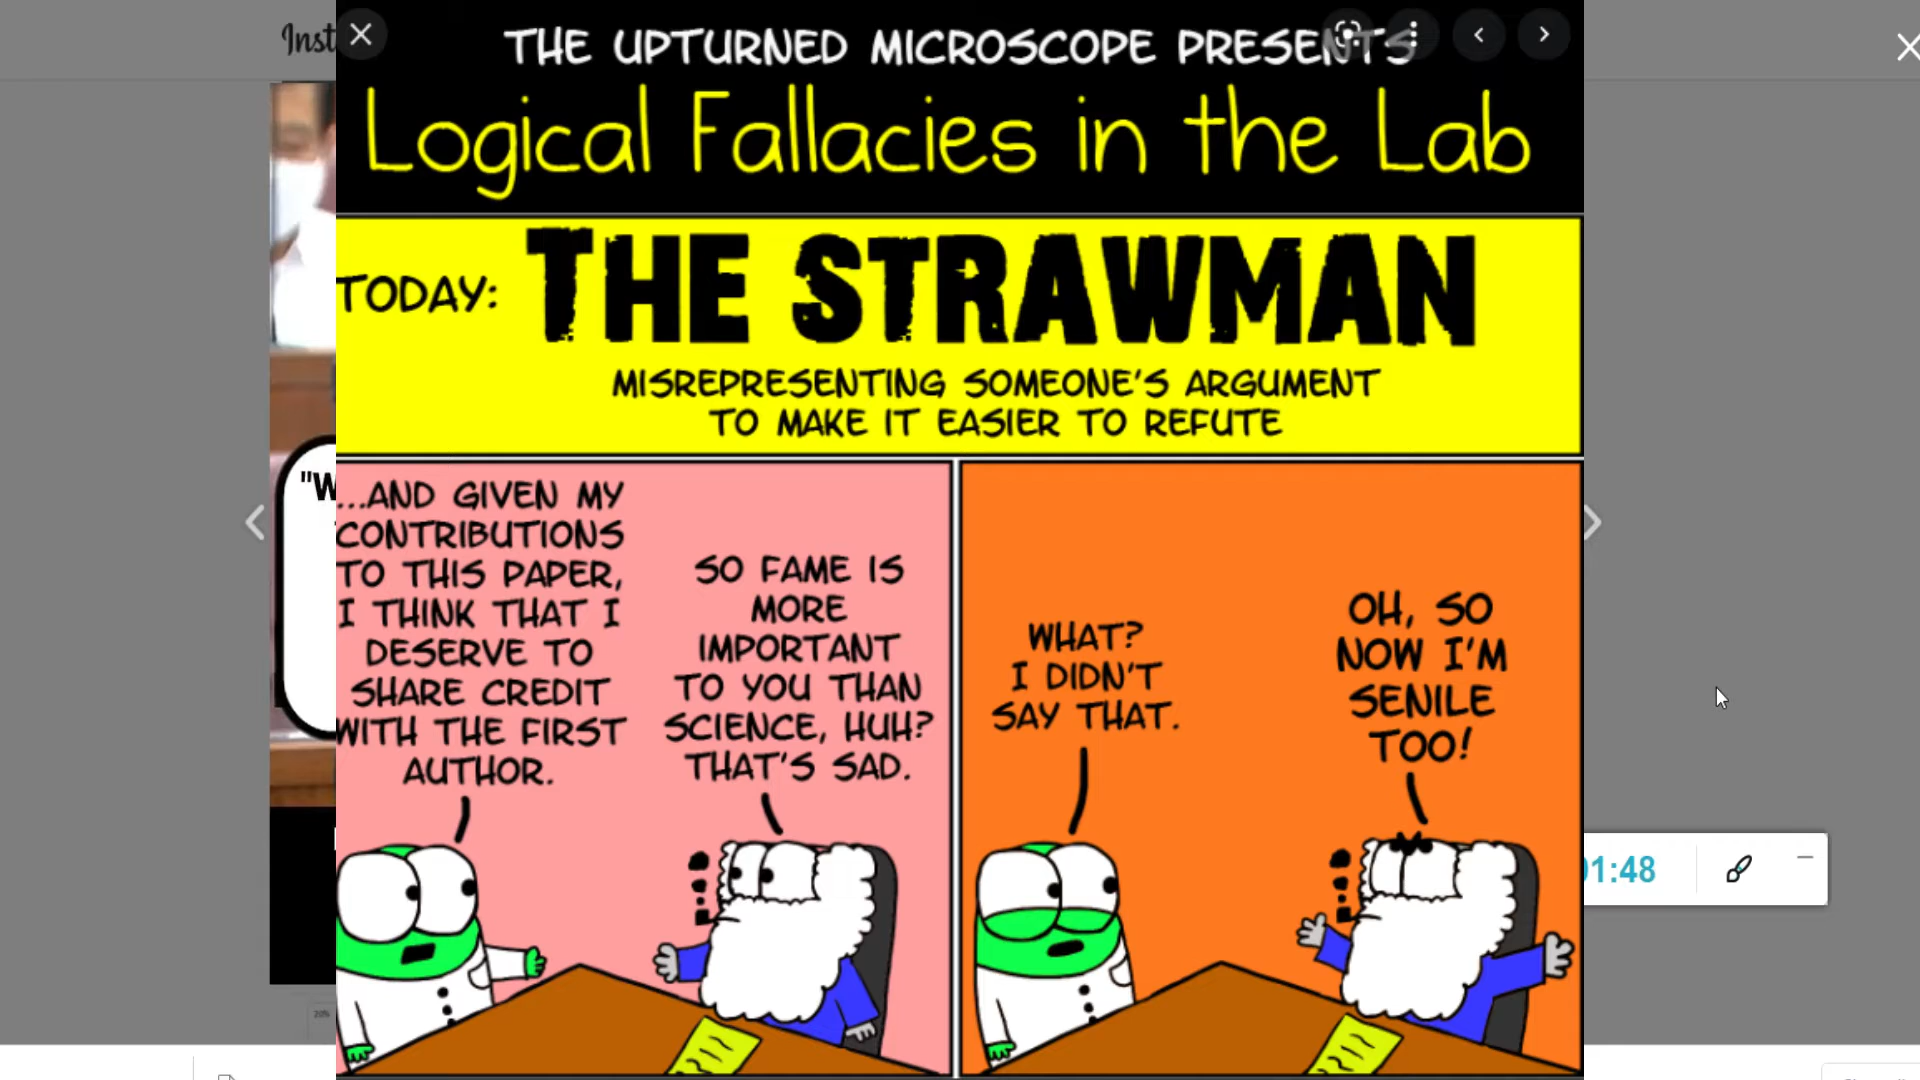 Inst
THE UPTURNED MICROSCOPE PRESENTS
Logical Fallacies in the Lab
TODAY: THE STRAWMAN
MISREPRESENTING SOMEONE'S ARGUMENT
TO MAKE IT EASIER TO REFUTE
"W
...AND GIVEN MY
CONTRIBUTIONS
TO THIS PAPER,
I THINK THAT I
DESERVE TO
SHARE CREDIT
WITH THE FIRST
AUTHOR.
SO FAME IS
MORE
IMPORTANT
TO YOU THAN
SCIENCE, HUH?
THAT'S SAD.
WHAT?
I DIDN'T
SAY THAT.
OH, SO
NOW I'M
SENILE
TOO!
01:48
20%